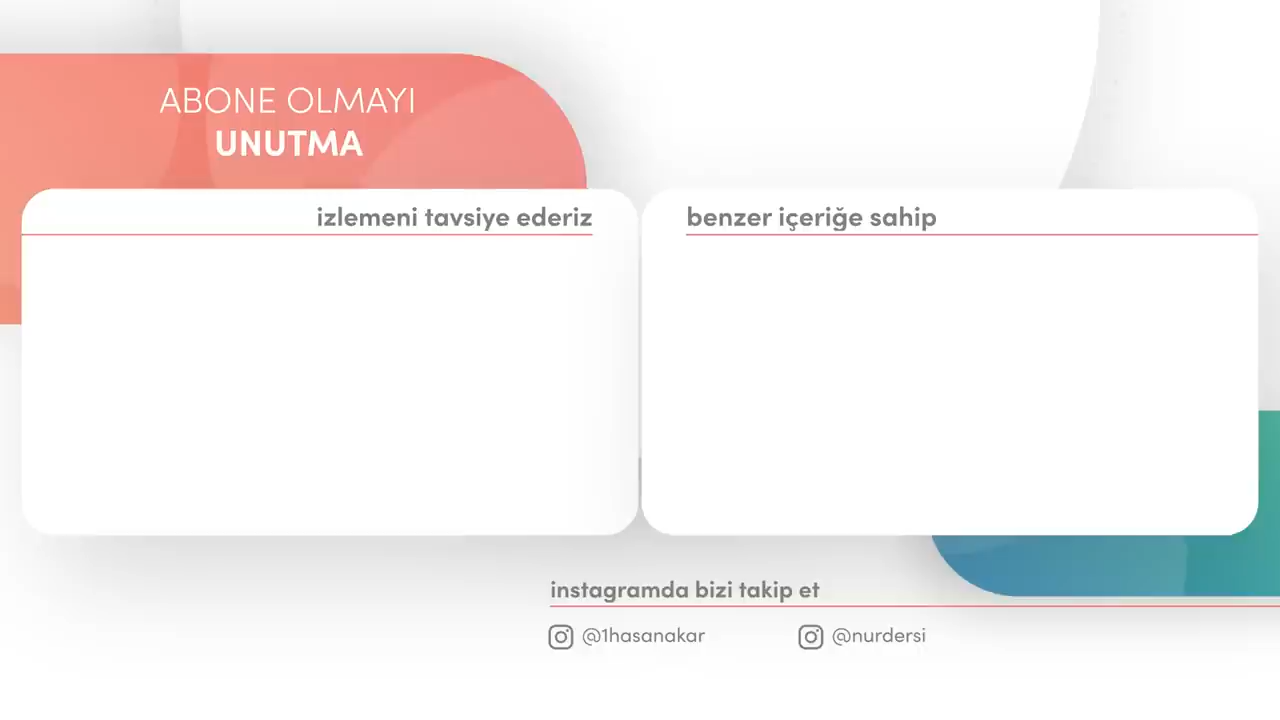 ABONE OLMAYI
UNUTMA
izlemeni tavsiye ederiz
benzer içeriğe sahip
instagramda bizi takip et
@1hasanakar
@nurdersi